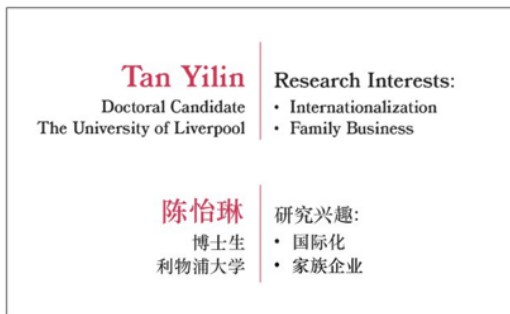 Tan Yilin
Doctoral Candidate
The University of Liverpool
Research Interests:
• Internationalization
• Family Business
陈怡琳
博士生
利物浦大学
研究兴趣:
• 国际化
• 家族企业